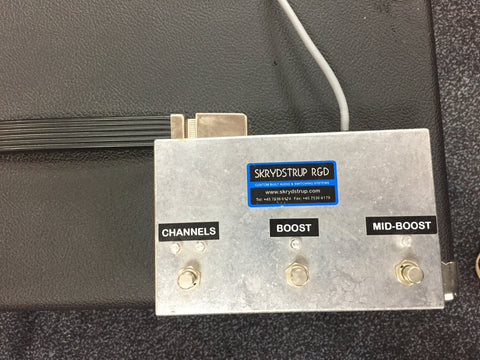 SKRYDSTRUP R&D
CUSTOM BUILT AUDIO & SWITCHING SYSTEMS
www.skrydstrup.com
CHANNELS
BOOST
MID-BOOST